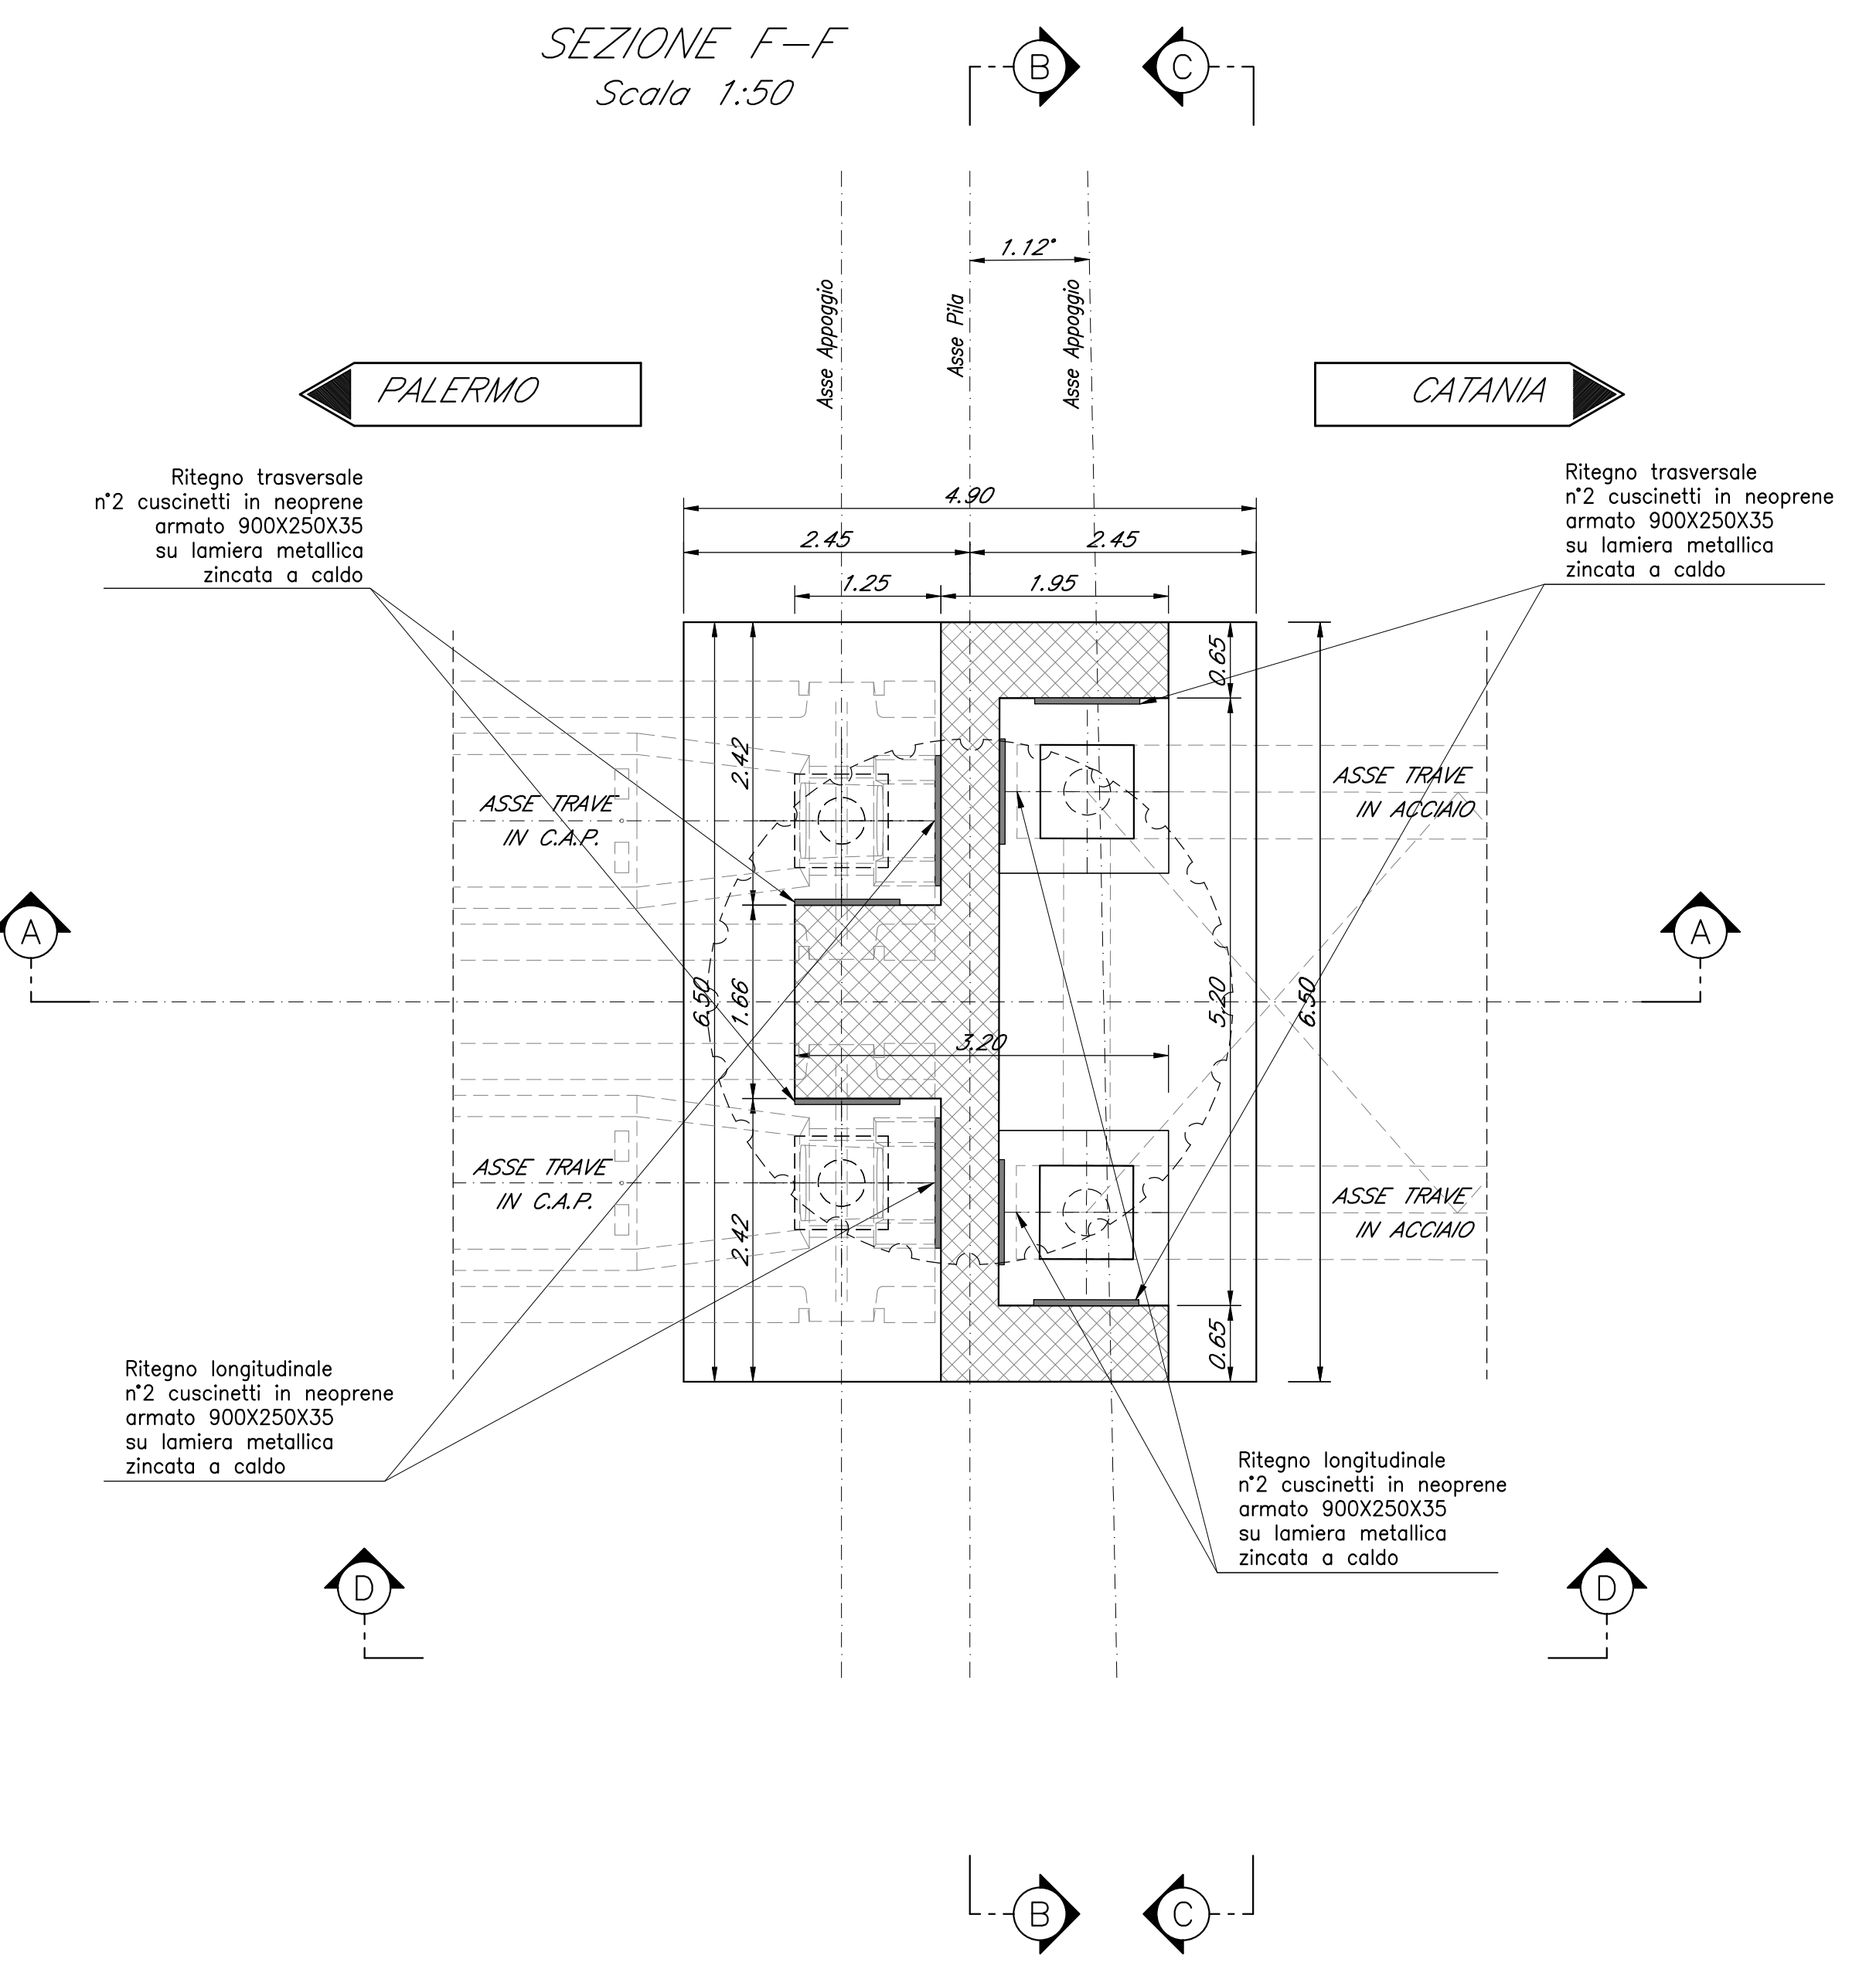 SEZIONE F-F
Scala 1:50
B
C
1.12°
Asse Appoggio
Asse Pila
Asse Appoggio
PALERMO
CATANIA
Ritegno trasversale
n°2 cuscinetti in neoprene
armato 900X250X35
su lamiera metallica
zincata a caldo
Ritegno trasversale
n°2 cuscinetti in neoprene
armato 900X250X35
su lamiera metallica
zincata a caldo
4.90
2.45
2.45
1.25
1.95
0.65
2.42
ASSE TRAVE
IN C.A.P.
ASSE TRAVE
IN ACCIAIO
A
A
6.50
1.66
3.20
5.20
6.50
ASSE TRAVE
IN C.A.P.
ASSE TRAVE
IN ACCIAIO
2.42
0.65
Ritegno longitudinale
n°2 cuscinetti in neoprene
armato 900X250X35
su lamiera metallica
zincata a caldo
Ritegno longitudinale
n°2 cuscinetti in neoprene
armato 900X250X35
su lamiera metallica
zincata a caldo
D
D
B
C